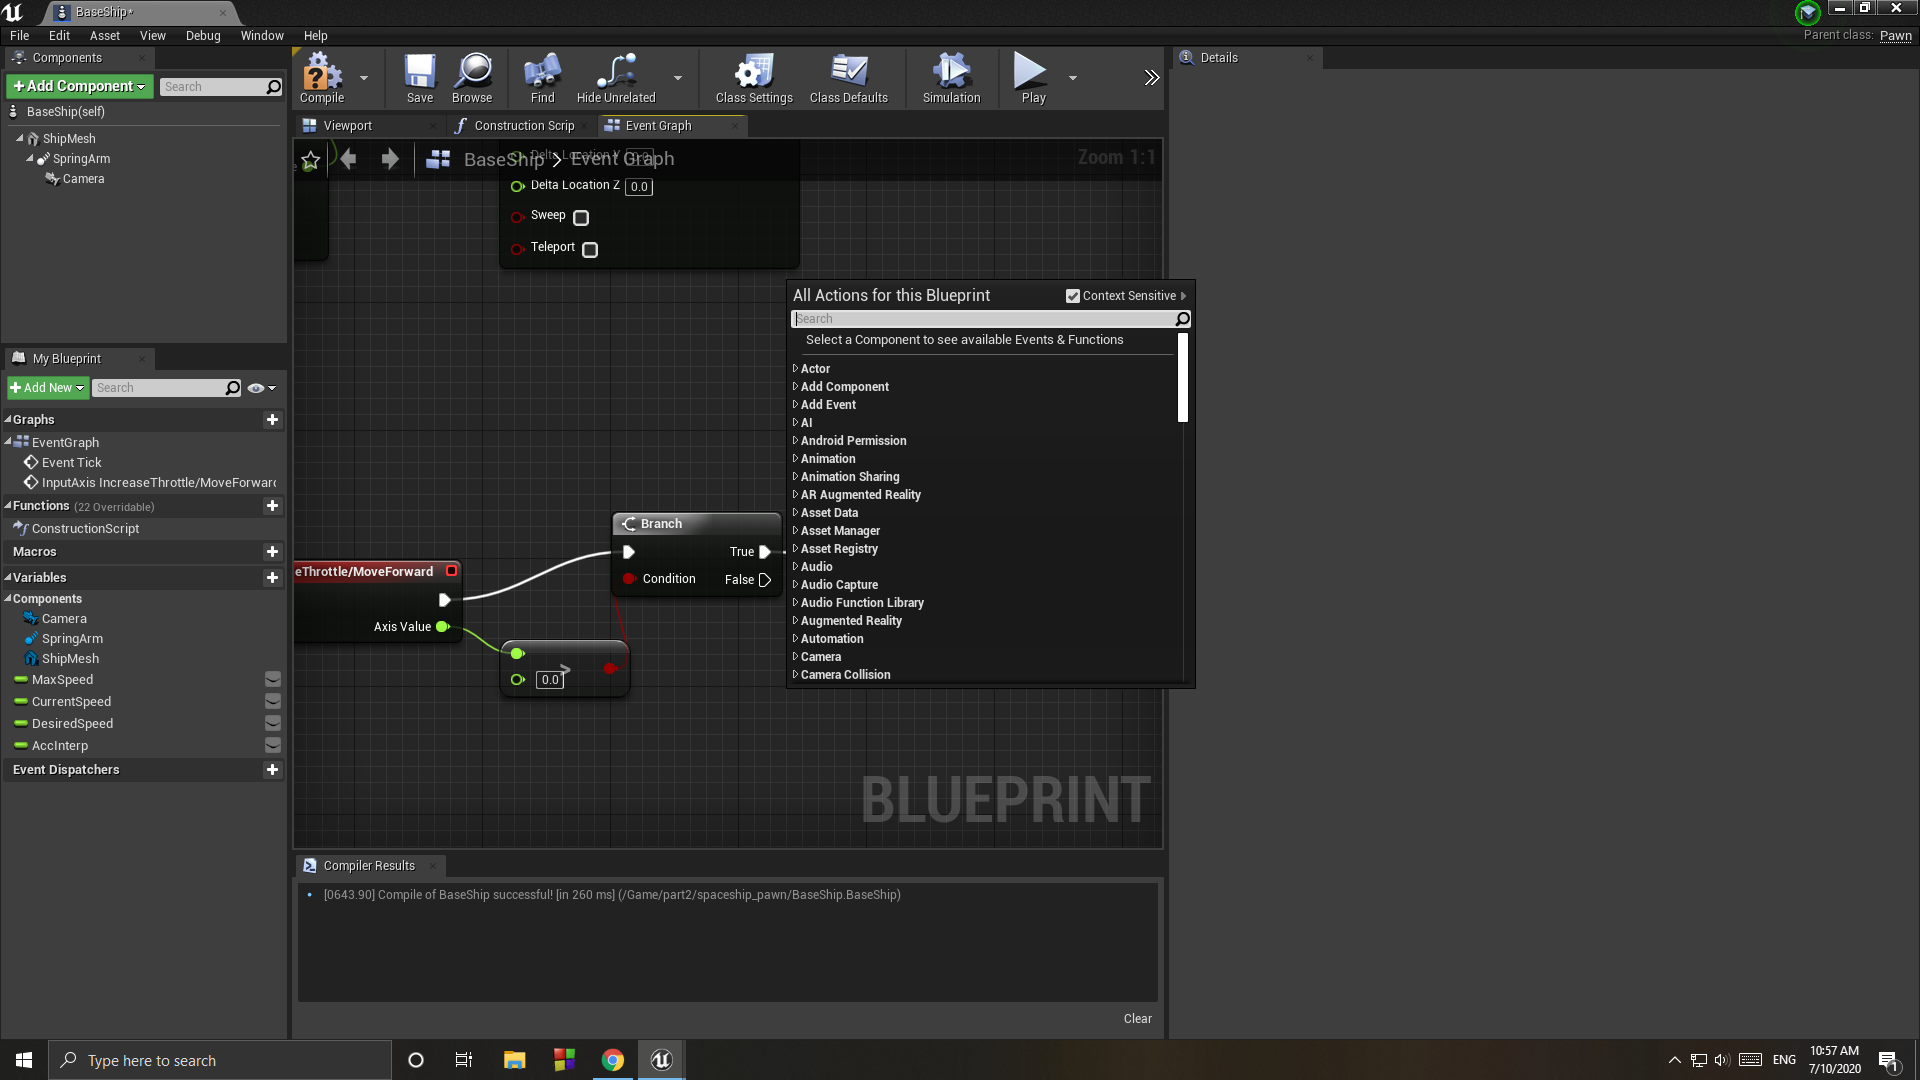 BaseShip*
File Edit Asset View Debug Window Help
Parent class: Pawn
Components
+Add Component
Search
BaseShip(self)
ShipMesh
SpringArm
Camera
My Blueprint
+Add New
Search
Graphs
EventGraph
Event Tick
InputAxis IncreaseThrottle/MoveForward
Functions (22 Overridable)
ConstructionScript
Macros
Variables
Components
Camera
SpringArm
ShipMesh
MaxSpeed
CurrentSpeed
DesiredSpeed
AccInterp
Event Dispatchers
Compile Save Browse Find Hide Unrelated Class Settings Class Defaults Simulation Play
Viewport Construction Scrip Event Graph
BaseShip > Event Graph
Zoom 1:1
Delta Location Y 0.0
Delta Location Z 0.0
Sweep
Teleport
eThrottle/MoveForward
Axis Value
Branch
True
Condition False
>
0.0
All Actions for this Blueprint Context Sensitive
Search
Select a Component to see available Events & Functions
Actor
Add Component
Add Event
AI
Android Permission
Animation
Animation Sharing
AR Augmented Reality
Asset Data
Asset Manager
Asset Registry
Audio
Audio Capture
Audio Function Library
Augmented Reality
Automation
Camera
Camera Collision
BLUEPRINT
Compiler Results
[0643.90] Compile of BaseShip successful! [in 260 ms] (/Game/part2/spaceship_pawn/BaseShip.BaseShip)
Clear
Details
Type here to search
ENG
10:57 AM
7/10/2020
1